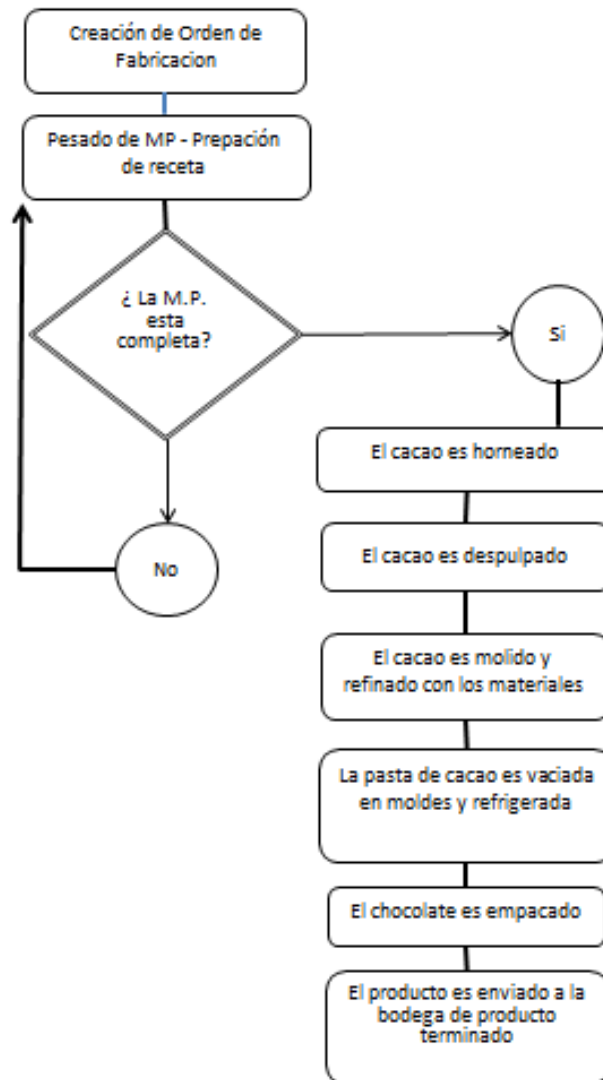 Creación de Orden de
Fabricacion
Pesado de MP - Prepación
de receta
¿ La M.P.
esta
completa?
Si
No
El cacao es horneado
El cacao es despulpado
El cacao es molido y
refinado con los materiales
La pasta de cacao es vaciada
en moldes y refrigerada
El chocolate es empacado
El producto es enviado a la
bodega de producto
terminado